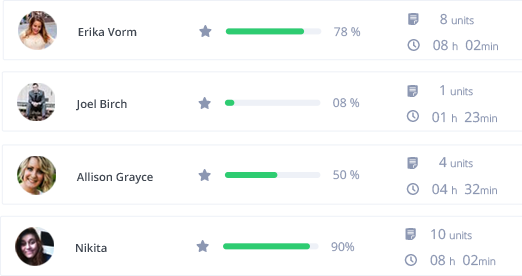 8 units
Erika Vorm 78 %
08 h 02min
1 units
Joel Birch 08 %
01 h 23min
4 units
Allison Grayce 50 %
04 h 32min
10 units
Nikita 90%
08 h 02min